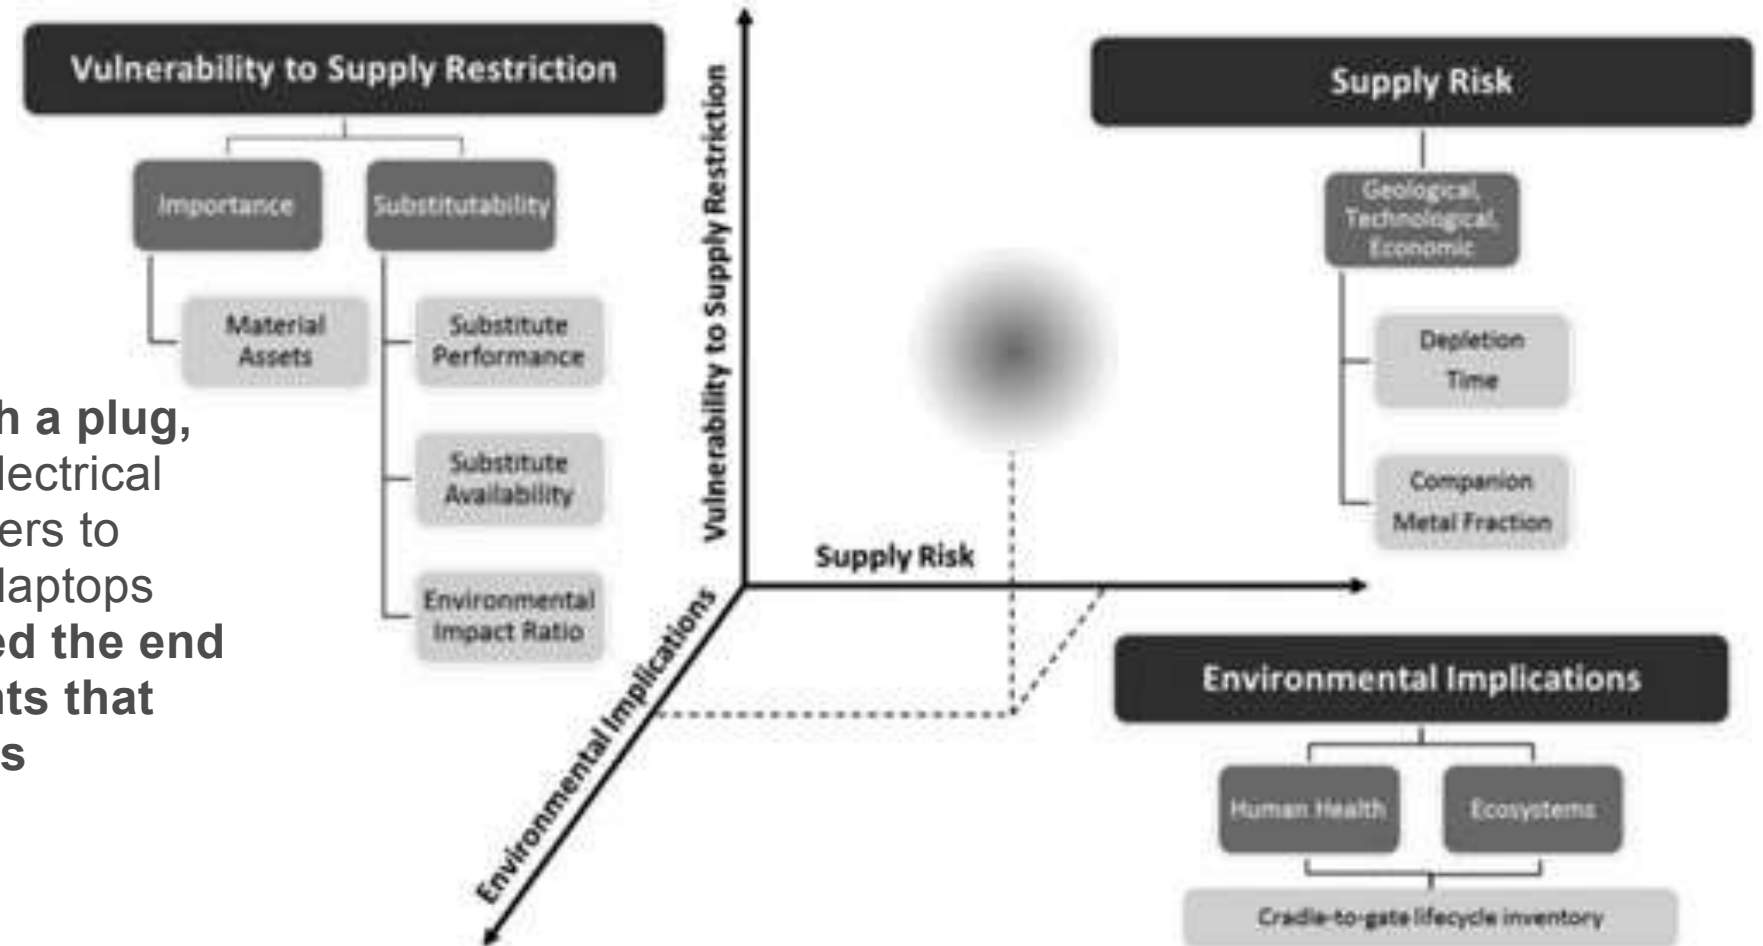 Vulnerability to Supply Restriction
Importance
Substitutability
Material
Assets
Substitute
Performance
Substitute
Availability
Environmental
Impact Ratio
h a plug,
lectrical
ers to
laptops
ed the end
nts that
s
Vulnerability to Supply Restriction
Supply Risk
Environmental Implications
Supply Risk
Geological,
Technological,
Economic
Depletion
Time
Companion
Metal Fraction
Environmental Implications
Human Health
Ecosystems
Cradle-to-gate lifecycle inventory